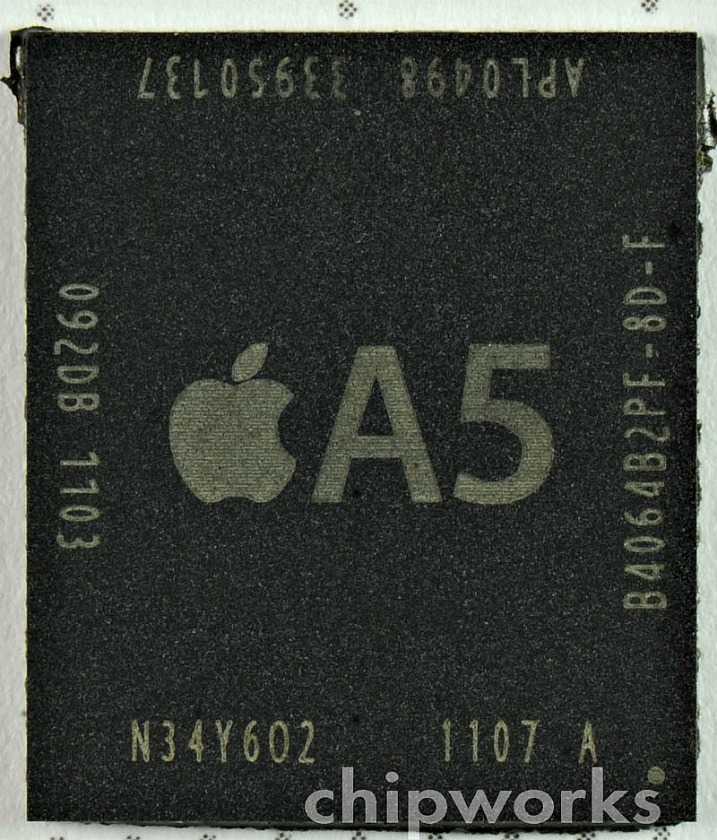 APL0498 339S0137
092DB 1103
A5
B4064B2PF-8D-F
N34Y602 1107 A
chipworks